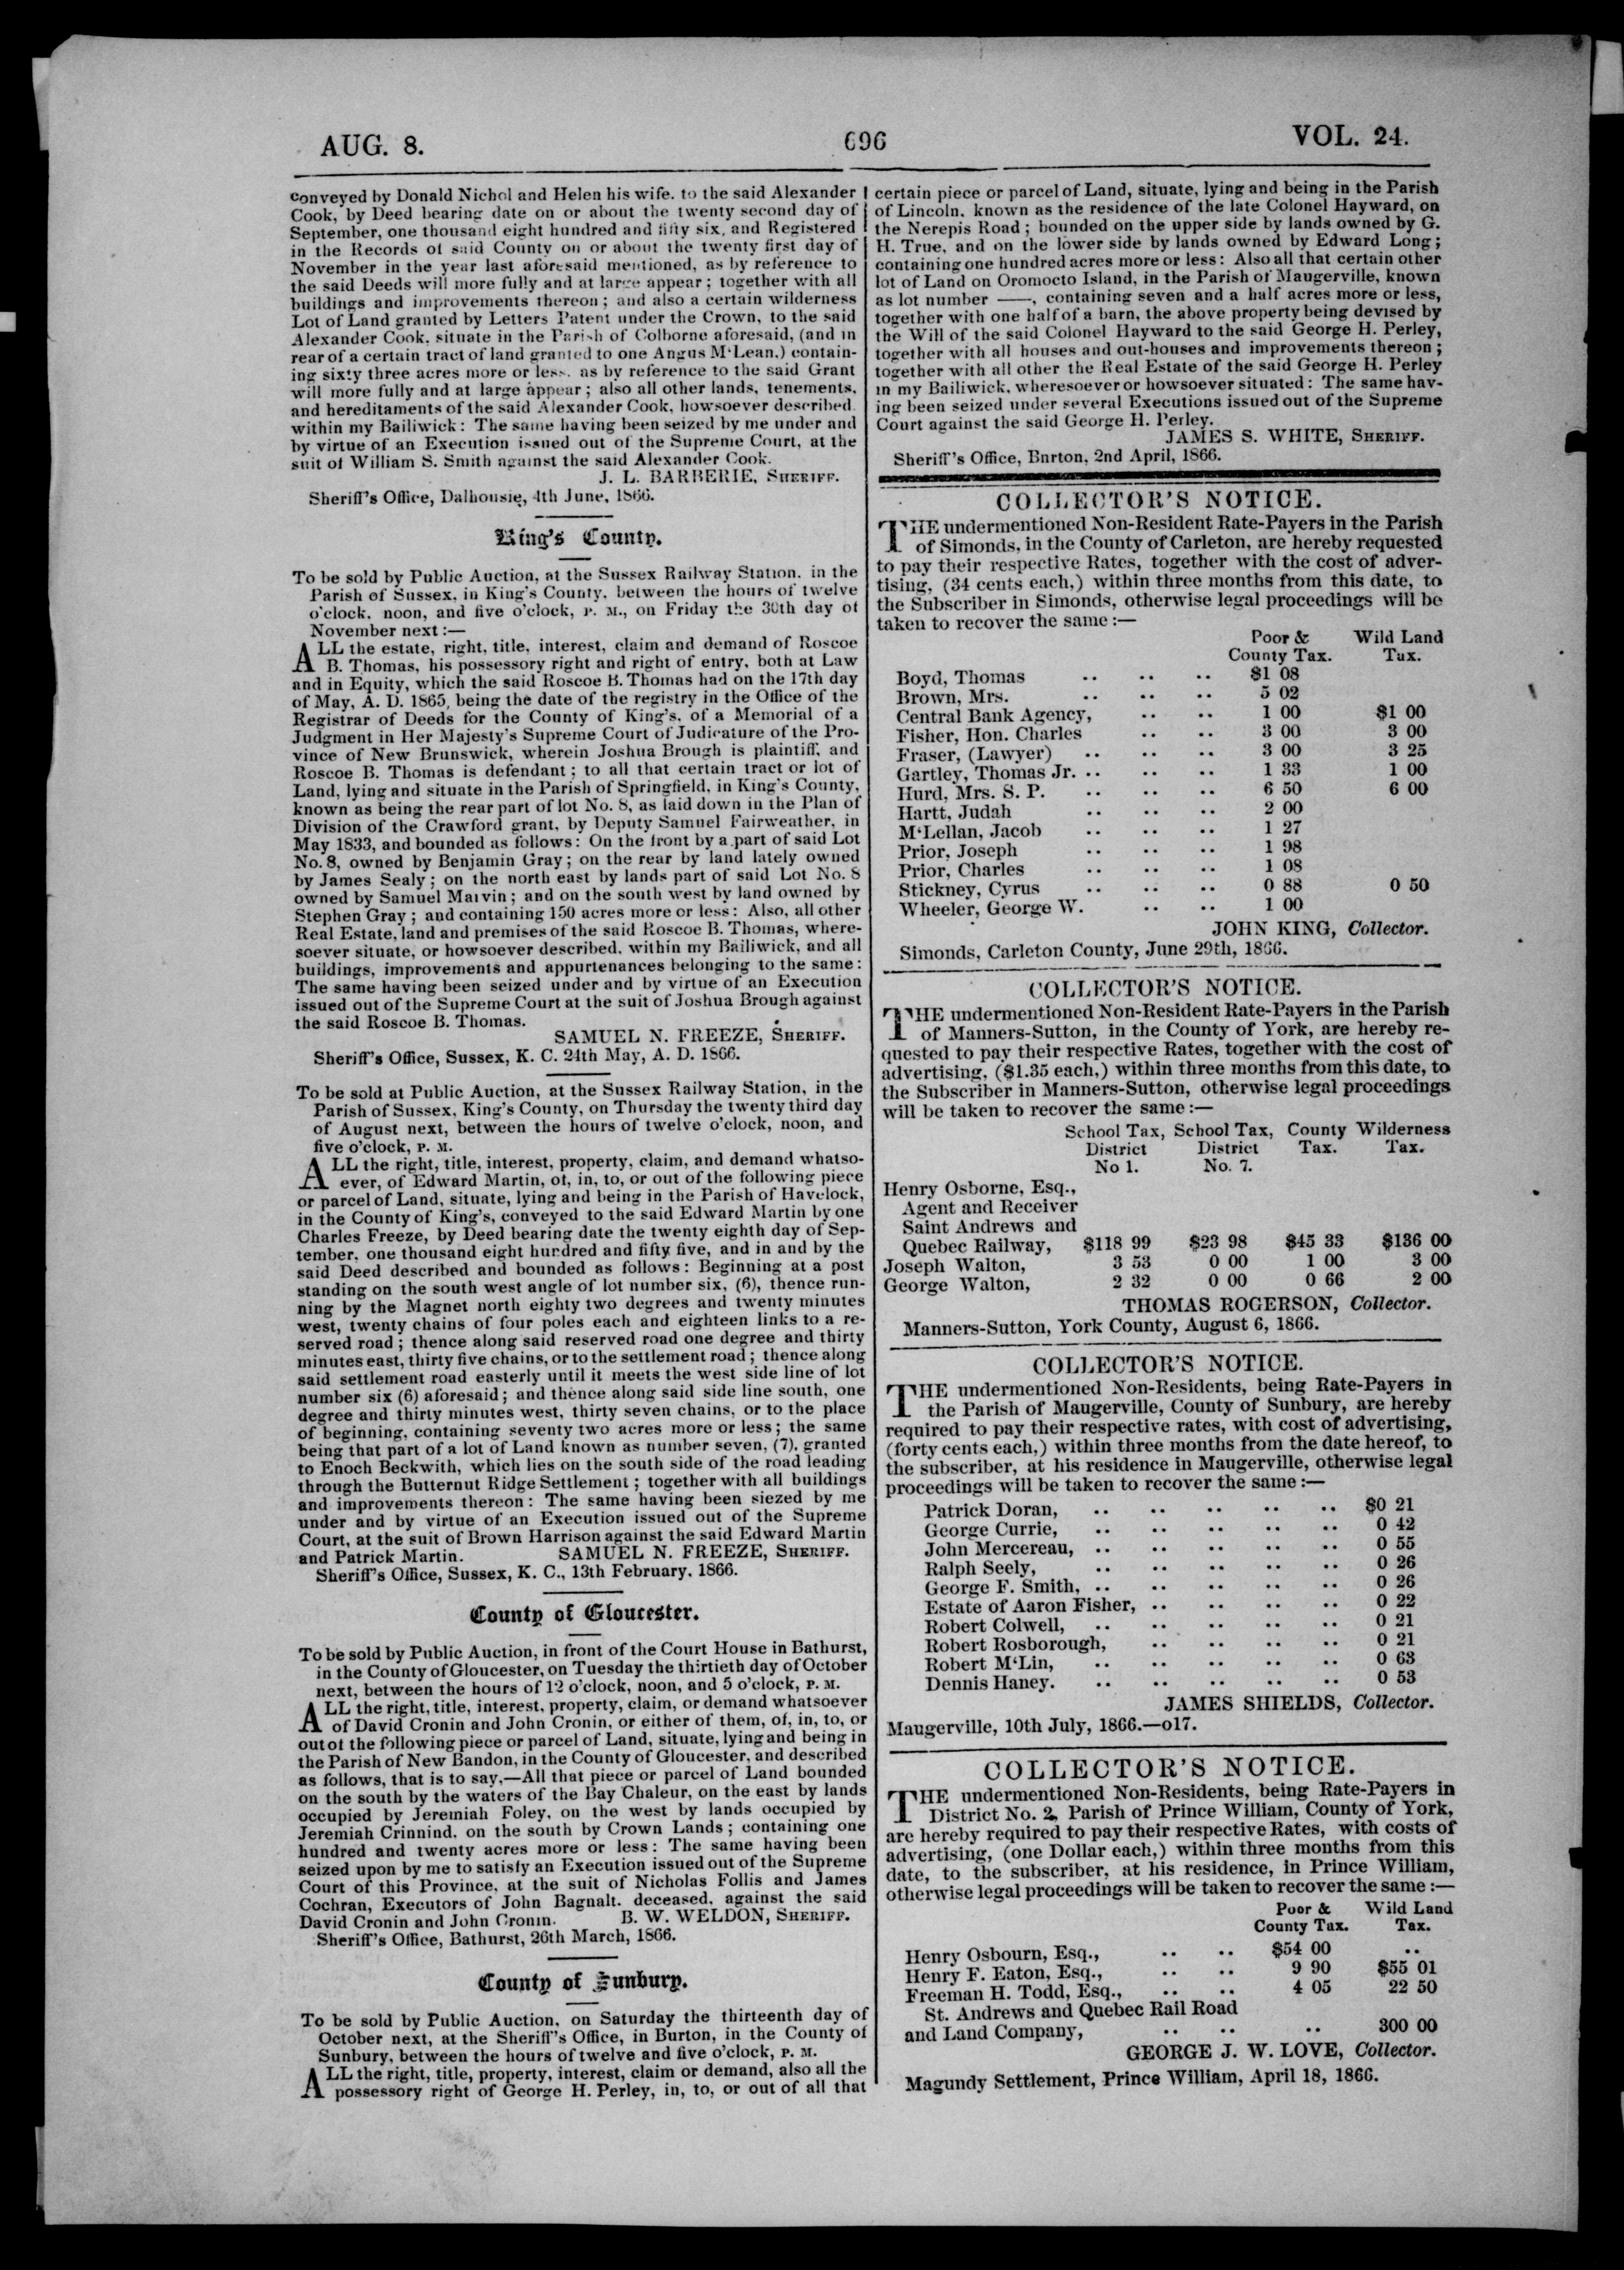 AUG. 8.
696
VOL. 24.
conveyed by Donald Nichol and Helen his wife. to the said Alexander
Cook, by Deed bearing date on or about the twenty second day of
September, one thousand eight hundred and fifty six, and Registered
in the Records of said County on or about the twenty first day of
November in the year last aforesaid mentioned, as by reference to
the said Deeds will more fully and at large appear; together with all
buildings and improvements thereon; and also a certain wilderness
Lot of Land granted by Letters Patent under the Crown, to the said
Alexander Cook, situate in the Parish of Colborne aforesaid, (and in
rear of a certain tract of land granted to one Angus M'Lean,) contain-
ing sixty three acres more or less. as by reference to the said Grant
will more fully and at large appear; also all other lands, tenements,
and hereditaments of the said Alexander Cook, howsoever described
within my Bailiwick: The same having been seized by me under and
by virtue of an Execution issued out of the Supreme Court, at the
suit of William S. Smith against the said Alexander Cook.
J. L. BARBERIE, SHERIFF.
Sheriff's Office, Dalhousie, 4th June, 1866.
King's County.
To be sold by Public Auction, at the Sussex Railway Station, in the
Parish of Sussex, in King's County, between the hours of twelve
o'clock, noon, and five o'clock, P. M., on Friday the 30th day of
November next :—
ALL the estate, right, title, interest, claim and demand of Roscoe
B. Thomas, his possessory right and right of entry, both at Law
and in Equity, which the said Roscoe B. Thomas had on the 17th day
of May, A. D. 1865, being the date of the registry in the Office of the
Registrar of Deeds for the County of King's, of a Memorial of a
Judgment in Her Majesty's Supreme Court of Judicature of the Pro-
vince of New Brunswick, wherein Joshua Brough is plaintiff, and
Roscoe B. Thomas is defendant; to all that certain tract or lot of
Land, lying and situate in the Parish of Springfield, in King's County,
known as being the rear part of lot No. 8, as laid down in the Plan of
Division of the Crawford grant, by Deputy Samuel Fairweather, in
May 1833, and bounded as follows: On the front by a part of said Lot
No. 8, owned by Benjamin Gray; on the rear by land lately owned
by James Sealy; on the north east by lands part of said Lot No. 8
owned by Samuel Marvin; and on the south west by land owned by
Stephen Gray; and containing 150 acres more or less: Also, all other
Real Estate, land and premises of the said Roscoe B. Thomas, where-
soever situate, or howsoever described, within my Bailiwick, and all
buildings, improvements and appurtenances belonging to the same:
The same having been seized under and by virtue of an Execution
issued out of the Supreme Court at the suit of Joshua Brough against
the said Roscoe B. Thomas.
SAMUEL N. FREEZE, SHERIFF.
Sheriff's Office, Sussex, K. C. 24th May, A. D. 1866.
To be sold at Public Auction, at the Sussex Railway Station, in the
Parish of Sussex, King's County, on Thursday the twenty third day
of August next, between the hours of twelve o'clock, noon, and
five o'clock, P. M.
ALL the right, title, interest, property, claim, and demand whatso-
ever, of Edward Martin, of, in, to, or out of the following piece
or parcel of Land, situate, lying and being in the Parish of Havelock,
in the County of King's, conveyed to the said Edward Martin by one
Charles Freeze, by Deed bearing date the twenty eighth day of Sep-
tember, one thousand eight hundred and fifty five, and in and by the
said Deed described and bounded as follows: Beginning at a post
standing on the south west angle of lot number six, (6), thence run-
ning by the Magnet north eighty two degrees and twenty minutes
west, twenty chains of four poles each and eighteen links to a re-
served road; thence along said reserved road one degree and thirty
minutes east, thirty five chains, or to the settlement road; thence along
said settlement road easterly until it meets the west side line of lot
number six (6) aforesaid; and thence along said side line south, one
degree and thirty minutes west, thirty seven chains, or to the place
of beginning, containing seventy two acres more or less; the same
being that part of a lot of Land known as number seven, (7), granted
to Enoch Beckwith, which lies on the south side of the road leading
through the Butternut Ridge Settlement; together with all buildings
and improvements thereon: The same having been siezed by me
under and by virtue of an Execution issued out of the Supreme
Court, at the suit of Brown Harrison against the said Edward Martin
and Patrick Martin. SAMUEL N. FREEZE, SHERIFF.
Sheriff's Office, Sussex, K. C., 13th February, 1866.
County of Gloucester.
To be sold by Public Auction, in front of the Court House in Bathurst,
in the County of Gloucester, on Tuesday the thirtieth day of October
next, between the hours of 12 o'clock, noon, and 5 o'clock, P. M.
ALL the right, title, interest, property, claim, or demand whatsoever
of David Cronin and John Cronin, or either of them, of, in, to, or
out of the following piece or parcel of Land, situate, lying and being in
the Parish of New Bandon, in the County of Gloucester, and described
as follows, that is to say,—All that piece or parcel of Land bounded
on the south by the waters of the Bay Chaleur, on the east by lands
occupied by Jeremiah Foley, on the west by lands occupied by
Jeremiah Crinnind, on the south by Crown Lands; containing one
hundred and twenty acres more or less: The same having been
seized upon by me to satisfy an Execution issued out of the Supreme
Court of this Province, at the suit of Nicholas Follis and James
Cochran, Executors of John Bagnalt, deceased, against the said
David Cronin and John Cronin. B. W. WELDON, SHERIFF.
Sheriff's Office, Bathurst, 26th March, 1866.
County of Sunbury.
To be sold by Public Auction, on Saturday the thirteenth day of
October next, at the Sheriff's Office, in Burton, in the County of
Sunbury, between the hours of twelve and five o'clock, P. M.
ALL the right, title, property, interest, claim or demand, also all the
possessory right of George H. Perley, in, to, or out of all that
certain piece or parcel of Land, situate, lying and being in the Parish
of Lincoln, known as the residence of the late Colonel Hayward, on
the Nerepis Road; bounded on the upper side by lands owned by G.
H. True, and on the lower side by lands owned by Edward Long;
containing one hundred acres more or less: Also all that certain other
lot of Land on Oromocto Island, in the Parish of Maugerville, known
as lot number ——, containing seven and a half acres more or less,
together with one half of a barn, the above property being devised by
the Will of the said Colonel Hayward to the said George H. Perley,
together with all houses and out-houses and improvements thereon;
together with all other the Real Estate of the said George H. Perley
in my Bailiwick, wheresoever or howsoever situated: The same hav-
ing been seized under several Executions issued out of the Supreme
Court against the said George H. Perley.
JAMES S. WHITE, SHERIFF.
Sheriff's Office, Burton, 2nd April, 1866.
COLLECTOR'S NOTICE.
THE undermentioned Non-Resident Rate-Payers in the Parish
of Simonds, in the County of Carleton, are hereby requested
to pay their respective Rates, together with the cost of adver-
tising, (34 cents each,) within three months from this date, to
the Subscriber in Simonds, otherwise legal proceedings will be
taken to recover the same :—
Poor & Wild Land
County Tax. Tax.
Boyd, Thomas .. .. .. $1 08
Brown, Mrs. .. .. .. 5 02
Central Bank Agency, .. .. 1 00 $1 00
Fisher, Hon. Charles .. .. 3 00 3 00
Fraser, (Lawyer) .. .. .. 3 00 3 25
Gartley, Thomas Jr. .. .. .. 1 33 1 00
Hurd, Mrs. S. P. .. .. .. 6 50 6 00
Hartt, Judah .. .. .. 2 00
M'Lellan, Jacob .. .. .. 1 27
Prior, Joseph .. .. .. 1 98
Prior, Charles .. .. .. 1 08
Stickney, Cyrus .. .. .. 0 88 0 50
Wheeler, George W. .. .. 1 00
JOHN KING, Collector.
Simonds, Carleton County, June 29th, 1866.
COLLECTOR'S NOTICE.
THE undermentioned Non-Resident Rate-Payers in the Parish
of Manners-Sutton, in the County of York, are hereby re-
quested to pay their respective Rates, together with the cost of
advertising, ($1.35 each,) within three months from this date, to
the Subscriber in Manners-Sutton, otherwise legal proceedings
will be taken to recover the same :—
School Tax, School Tax, County Wilderness
District District Tax. Tax.
No 1. No. 7.
Henry Osborne, Esq.,
Agent and Receiver
Saint Andrews and
Quebec Railway, $118 99 $23 98 $45 33 $136 00
Joseph Walton, 3 53 0 00 1 00 3 00
George Walton, 2 32 0 00 0 66 2 00
THOMAS ROGERSON, Collector.
Manners-Sutton, York County, August 6, 1866.
COLLECTOR'S NOTICE.
THE undermentioned Non-Residents, being Rate-Payers in
the Parish of Maugerville, County of Sunbury, are hereby
required to pay their respective rates, with cost of advertising,
(forty cents each,) within three months from the date hereof, to
the subscriber, at his residence in Maugerville, otherwise legal
proceedings will be taken to recover the same :—
Patrick Doran, .. .. .. .. .. $0 21
George Currie, .. .. .. .. .. 0 42
John Mercereau, .. .. .. .. .. 0 55
Ralph Seely, .. .. .. .. .. 0 26
George F. Smith, .. .. .. .. .. 0 26
Estate of Aaron Fisher, .. .. .. .. 0 22
Robert Colwell, .. .. .. .. .. 0 21
Robert Rosborough, .. .. .. .. 0 21
Robert M'Lin, .. .. .. .. .. 0 63
Dennis Haney. .. .. .. .. .. 0 53
JAMES SHIELDS, Collector.
Maugerville, 10th July, 1866.—o17.
COLLECTOR'S NOTICE.
THE undermentioned Non-Residents, being Rate-Payers in
District No. 2, Parish of Prince William, County of York,
are hereby required to pay their respective Rates, with costs of
advertising, (one Dollar each,) within three months from this
date, to the subscriber, at his residence, in Prince William,
otherwise legal proceedings will be taken to recover the same :—
Poor & Wild Land
County Tax. Tax.
Henry Osbourn, Esq., .. .. $54 00 ..
Henry F. Eaton, Esq., .. .. 9 90 $55 01
Freeman H. Todd, Esq., .. .. 4 05 22 50
St. Andrews and Quebec Rail Road
and Land Company, .. .. .. 300 00
GEORGE J. W. LOVE, Collector.
Magundy Settlement, Prince William, April 18, 1866.